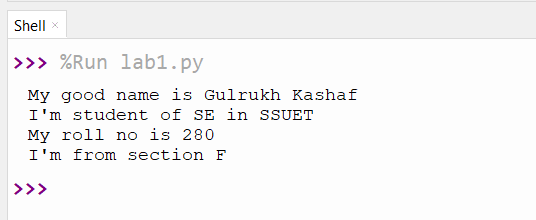 Shell ×
>>> %Run lab1.py
My good name is Gulrukh Kashaf
I'm student of SE in SSUET
My roll no is 280
I'm from section F
>>>